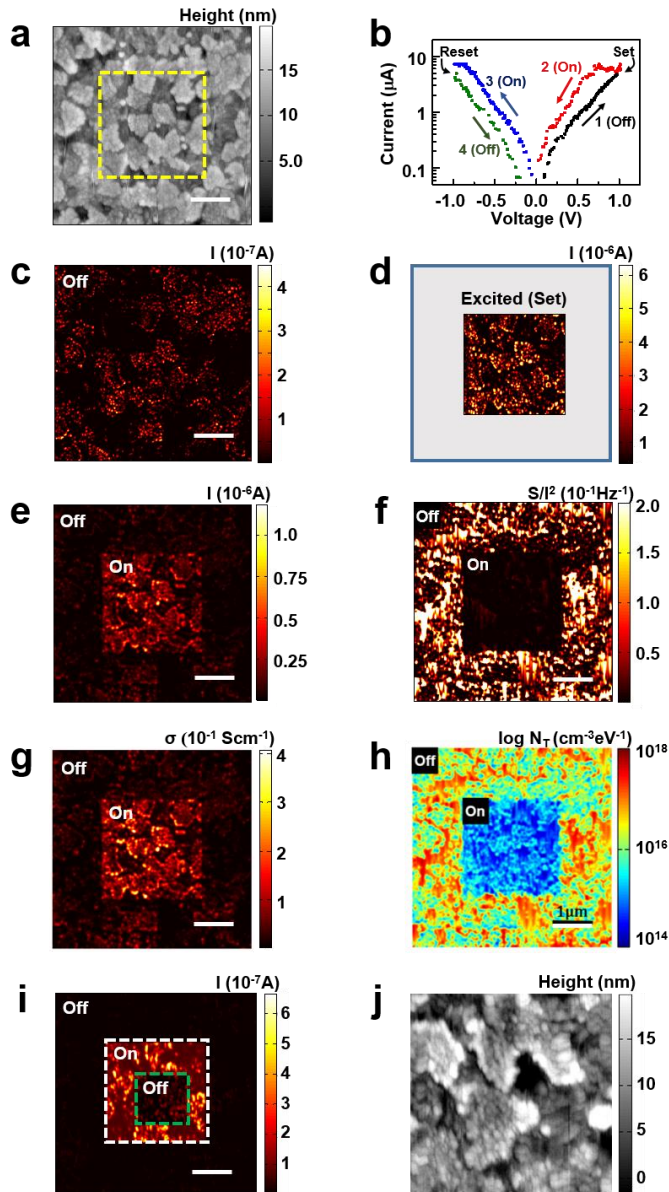 a
Height (nm)
15
10
5.0
b
Reset
Set
3 (On)
2 (On)
1 (Off)
4 (Off)
Current (μA)
10
1
0.1
-1.0 -0.5 0.0 0.5 1.0
Voltage (V)
c
I (10⁻⁷A)
Off
4
3
2
1
d
I (10⁻⁶A)
Excited (Set)
6
5
4
3
2
1
e
I (10⁻⁶A)
Off
On
1.0
0.75
0.50
0.25
f
S/I² (10⁻¹Hz⁻¹)
Off
On
2.0
1.5
1.0
0.5
g
σ (10⁻¹ Scm⁻¹)
Off
On
4
3
2
1
h
log N_T (cm⁻³eV⁻¹)
Off
On
1μm
10¹⁸
10¹⁶
10¹⁴
i
I (10⁻⁷A)
Off
On
Off
6
5
4
3
2
1
j
Height (nm)
15
10
5
0